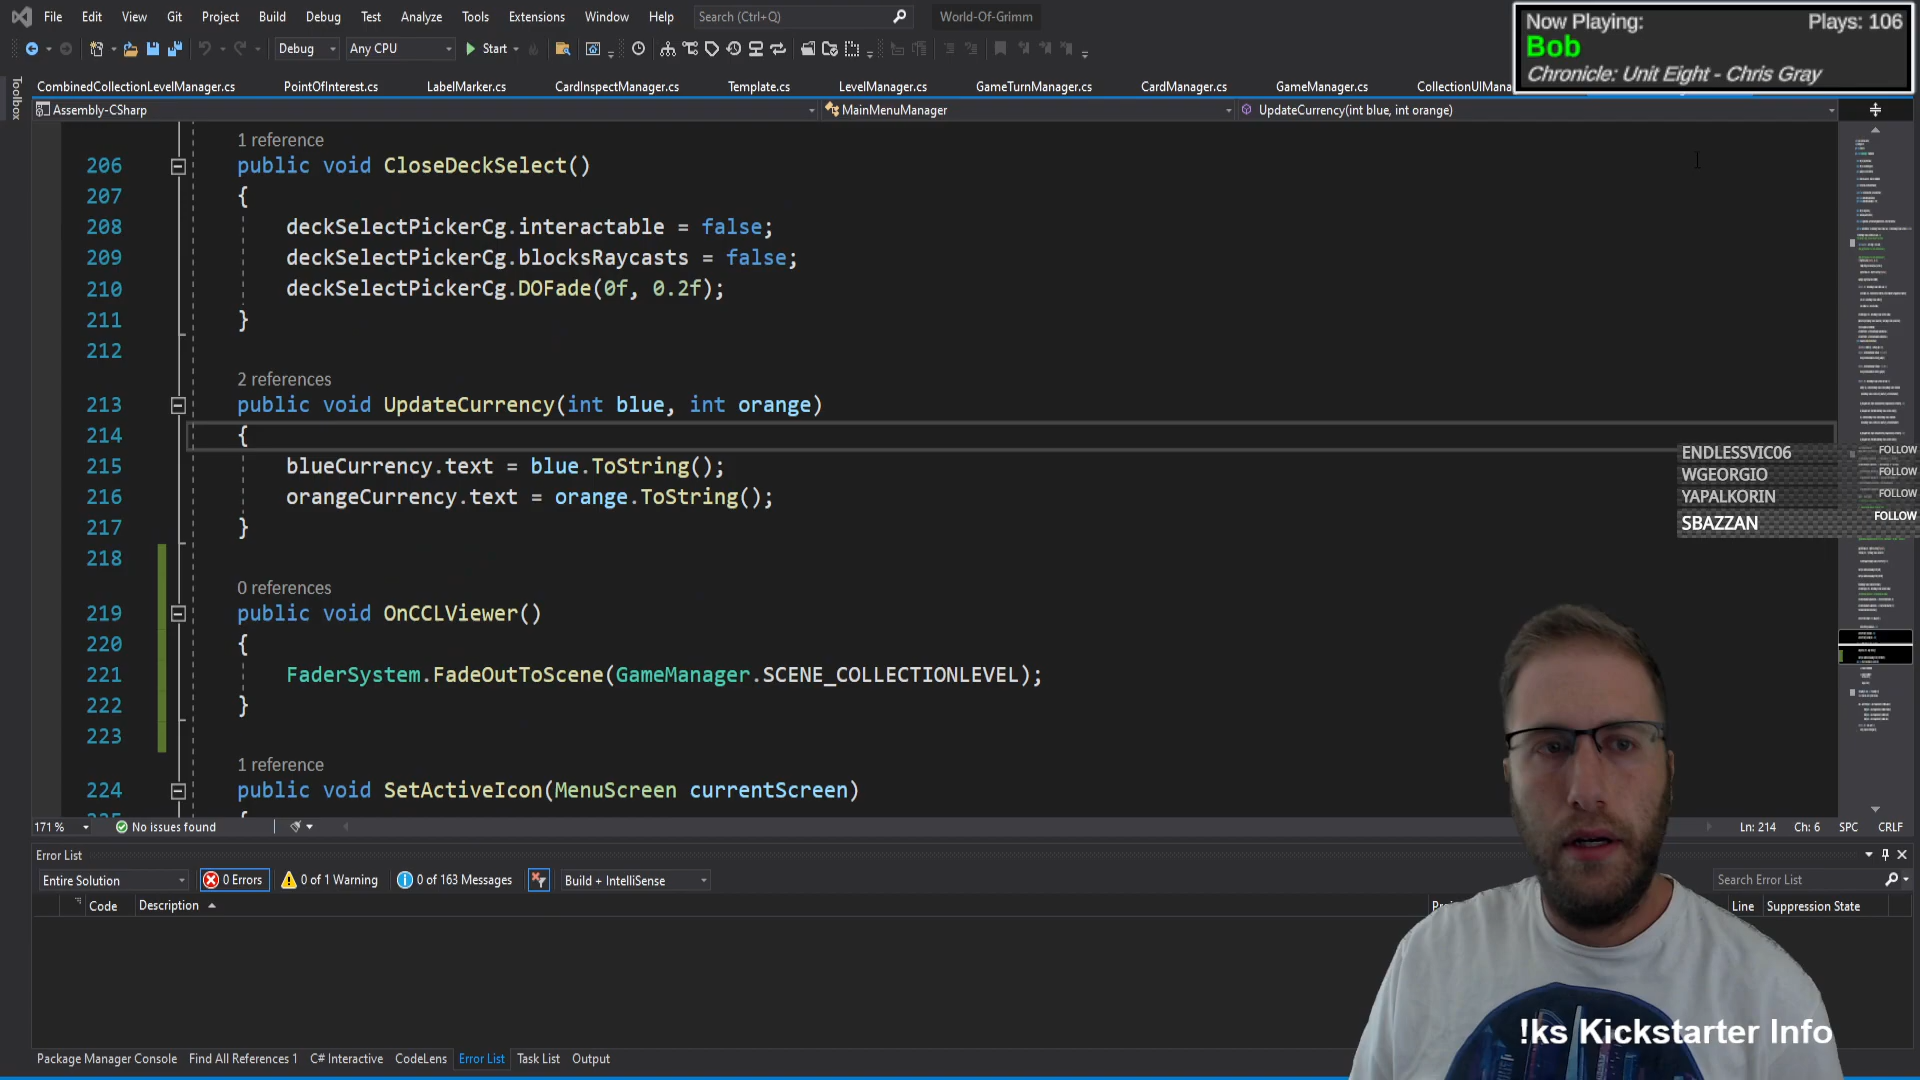 File Edit View Git Project Build Debug Test Analyze Tools Extensions Window Help Search (Ctrl+Q) World-Of-Grimm
Now Playing: Plays: 106
Bob
Chronicle: Unit Eight - Chris Gray
Debug Any CPU Start
Toolbox
CombinedCollectionLevelManager.cs PointOfInterest.cs LabelMarker.cs CardInspectManager.cs Template.cs LevelManager.cs GameTurnManager.cs CardManager.cs GameManager.cs CollectionUIMana
Assembly-CSharp MainMenuManager UpdateCurrency(int blue, int orange)
1 reference
206 public void CloseDeckSelect()
207 {
208 deckSelectPickerCg.interactable = false;
209 deckSelectPickerCg.blocksRaycasts = false;
210 deckSelectPickerCg.DOFade(0f, 0.2f);
211 }
212
2 references
213 public void UpdateCurrency(int blue, int orange)
214 {
215 blueCurrency.text = blue.ToString();
216 orangeCurrency.text = orange.ToString();
217 }
218
0 references
219 public void OnCCLViewer()
220 {
221 FaderSystem.FadeOutToScene(GameManager.SCENE_COLLECTIONLEVEL);
222 }
223
1 reference
224 public void SetActiveIcon(MenuScreen currentScreen)
ENDLESSVIC06 FOLLOW
WGEORGIO FOLLOW
YAPALKORIN FOLLOW
SBAZZAN FOLLOW
171 % No issues found Ln: 214 Ch: 6 SPC CRLF
Error List
Entire Solution 0 Errors 0 of 1 Warning 0 of 163 Messages Build + IntelliSense Search Error List
Code Description Line Suppression State
!ks Kickstarter Info
Package Manager Console Find All References 1 C# Interactive CodeLens Error List Task List Output